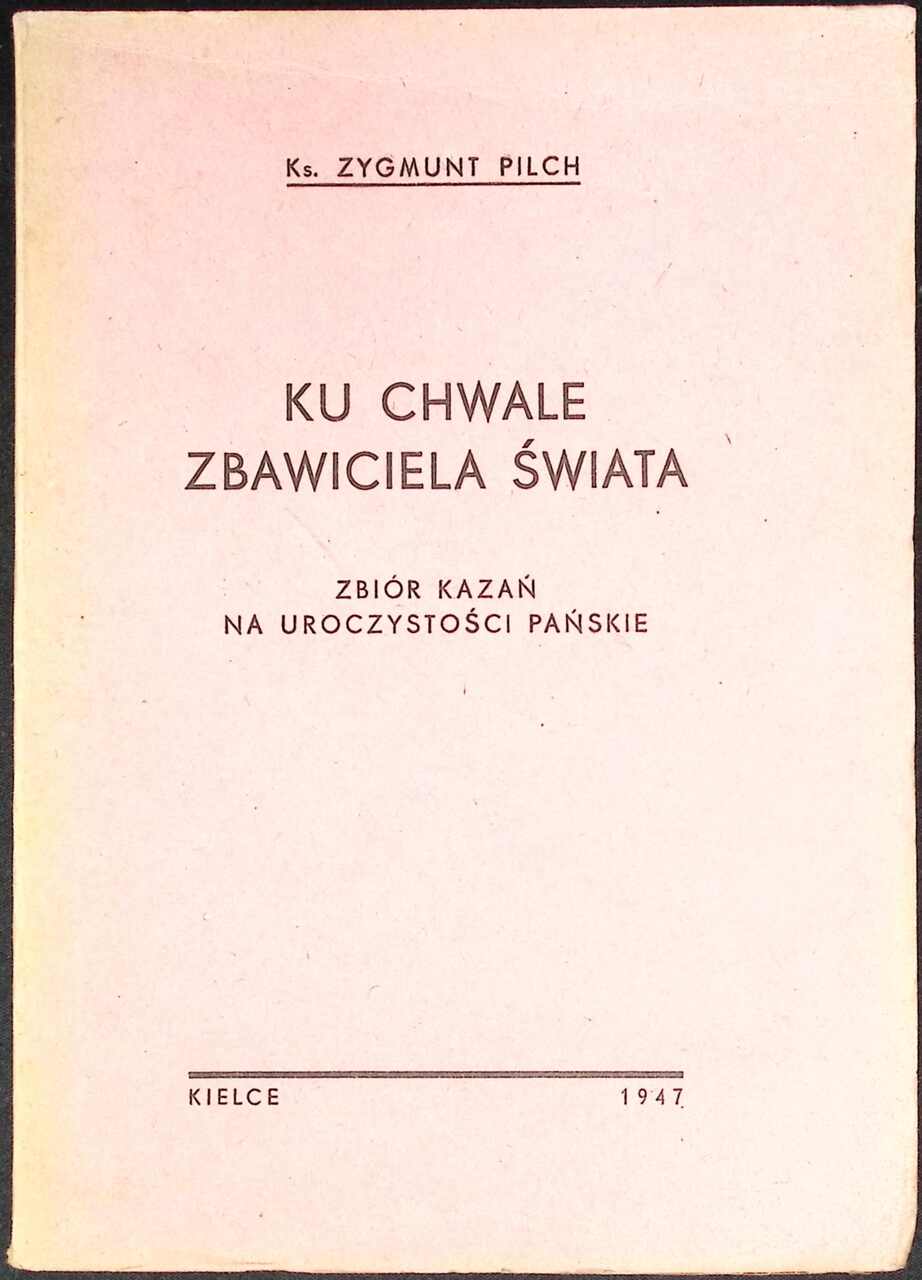 Ks. ZYGMUNT PILCH
KU CHWALE
ZBAWICIELA ŚWIATA
ZBIÓR KAZAŃ
NA UROCZYSTOŚCI PAŃSKIE
KIELCE 1947